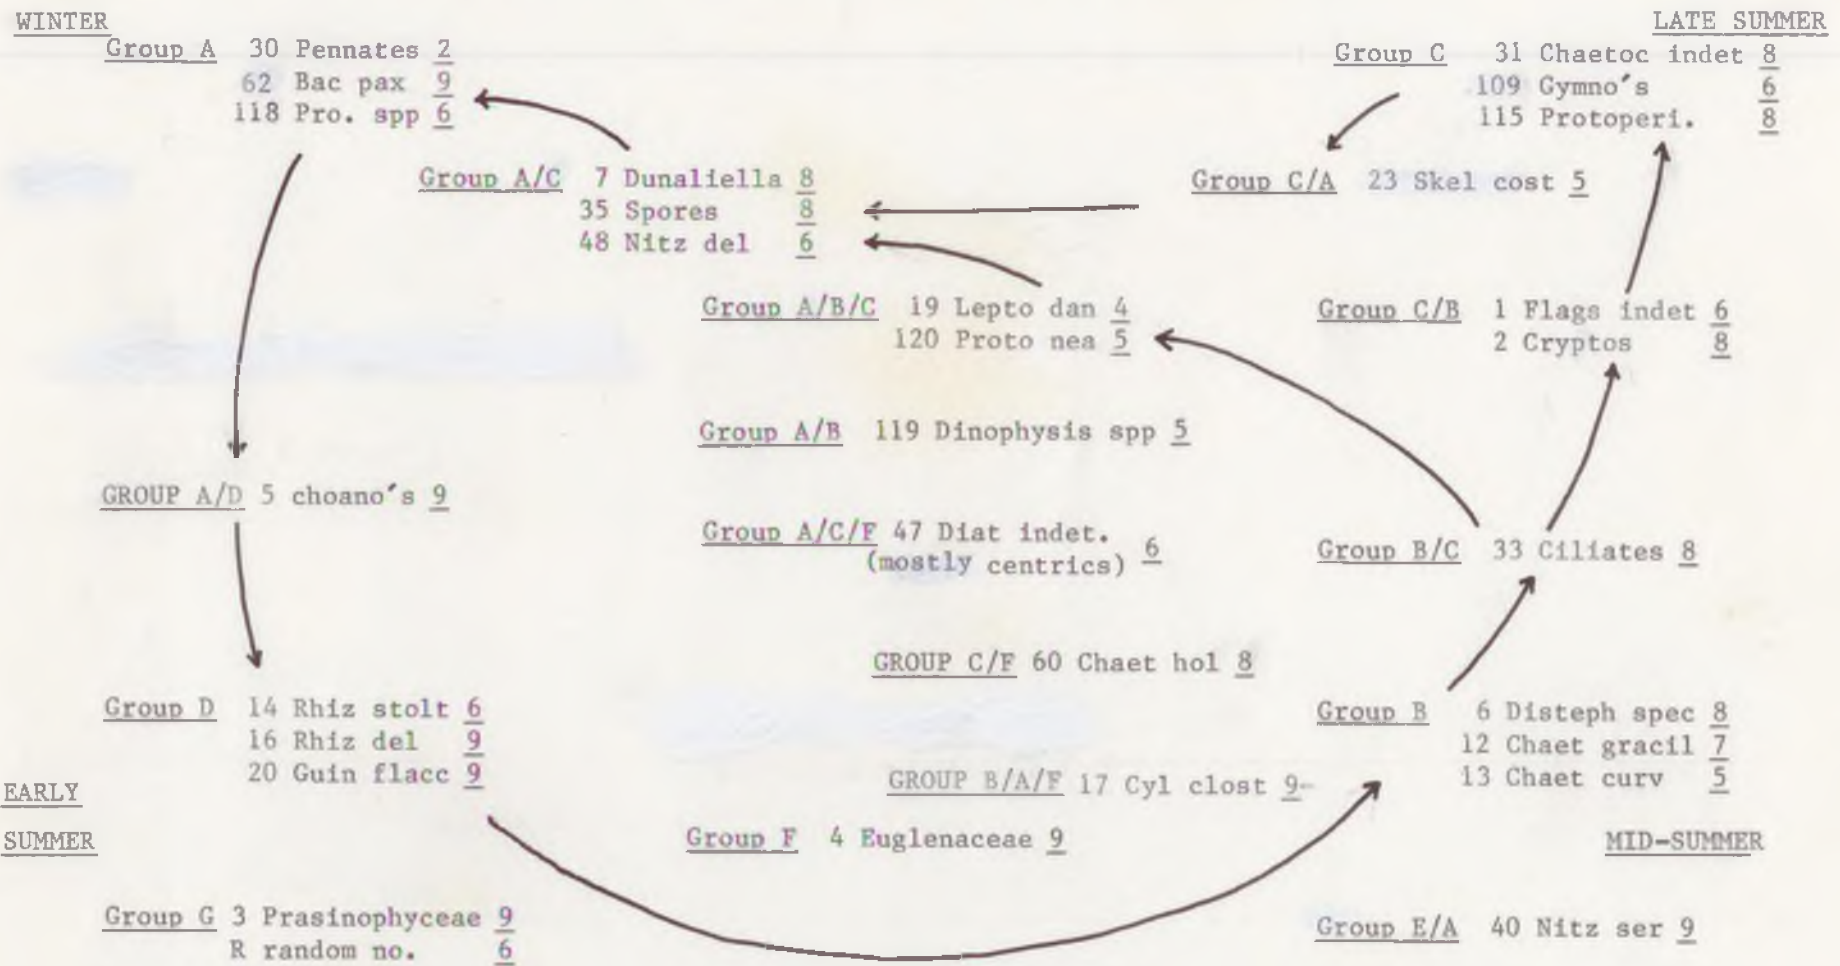 WINTER
LATE SUMMER
Group A 30 Pennates 2
62 Bac pax 9
118 Pro. spp 6
Group C 31 Chaetoc indet 8
109 Gymno's 6
115 Protoperi. 8
Group A/C 7 Dunaliella 8
35 Spores 8
48 Nitz del 6
Group C/A 23 Skel cost 5
Group A/B/C 19 Lepto dan 4
120 Proto nea 5
Group C/B 1 Flags indet 6
2 Cryptos 8
Group A/B 119 Dinophysis spp 5
GROUP A/D 5 choano's 9
Group A/C/F 47 Diat indet.
(mostly centrics) 6
Group B/C 33 Ciliates 8
GROUP C/F 60 Chaet hol 8
Group D 14 Rhiz stolt 6
16 Rhiz del 9
20 Guin flacc 9
Group B 6 Disteph spec 8
12 Chaet gracil 7
13 Chaet curv 5
GROUP B/A/F 17 Cyl clost 9
EARLY
SUMMER
Group F 4 Euglenaceae 9
MID-SUMMER
Group G 3 Prasinophyceae 9
R random no. 6
Group E/A 40 Nitz ser 9